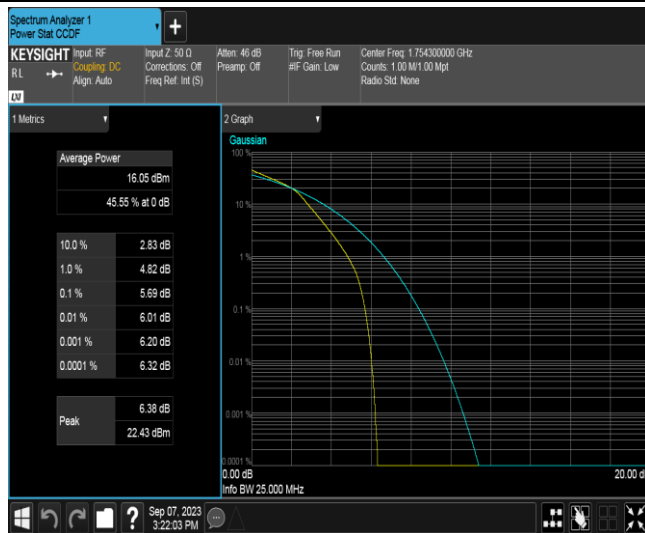 Spectrum Analyzer 1
Power Stat CCDF
+
KEYSIGHT
RL
Input: RF
Coupling: DC
Align: Auto
Input Z: 50 Ω
Corrections: Off
Freq Ref: Int (S)
Atten: 46 dB
Preamp: Off
Trig: Free Run
#IF Gain: Low
Center Freq: 1.754300000 GHz
Counts: 1.00 M/1.00 Mpt
Radio Std: None
1 Metrics
Average Power
16.05 dBm
45.55 % at 0 dB
10.0 % 2.83 dB
1.0 % 4.82 dB
0.1 % 5.69 dB
0.01 % 6.01 dB
0.001 % 6.20 dB
0.0001 % 6.32 dB
Peak
6.38 dB
22.43 dBm
2 Graph
Gaussian
100 %
10 %
1 %
0.1 %
0.01 %
0.001 %
0.0001 %
0.00 dB
20.00 d
Info BW 25.000 MHz
?
Sep 07, 2023
3:22:03 PM